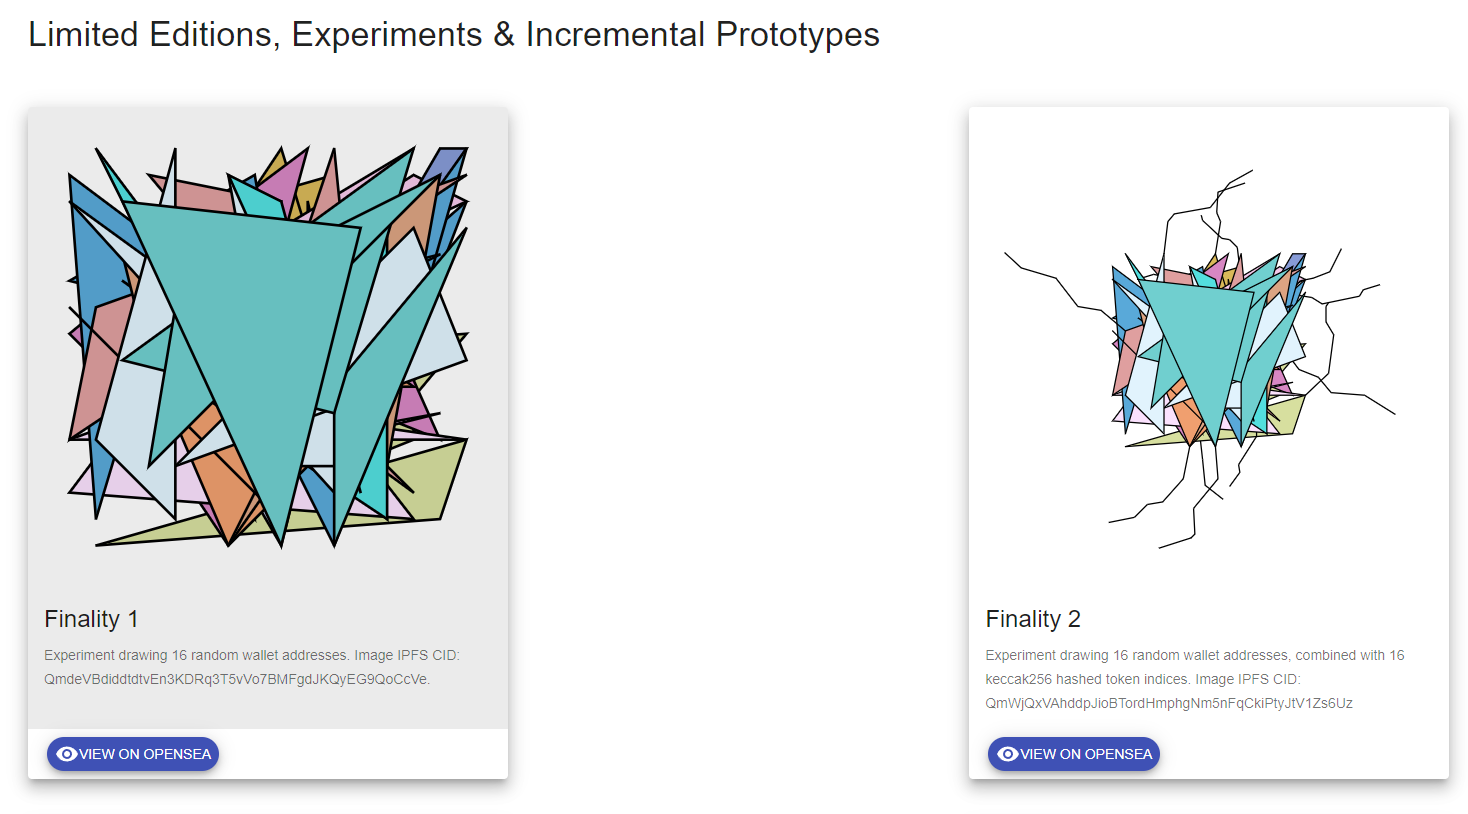 Limited Editions, Experiments & Incremental Prototypes
Finality 1
Experiment drawing 16 random wallet addresses. Image IPFS CID:
QmdeVBdiddtdtvEn3KDRq3T5vVo7BMFgdJKQyEG9QoCcVe.
VIEW ON OPENSEA
Finality 2
Experiment drawing 16 random wallet addresses, combined with 16
keccak256 hashed token indices. Image IPFS CID:
QmWjQxVAhddpJioBTordHmphgNm5nFqCkiPtyJtV1Zs6Uz
VIEW ON OPENSEA